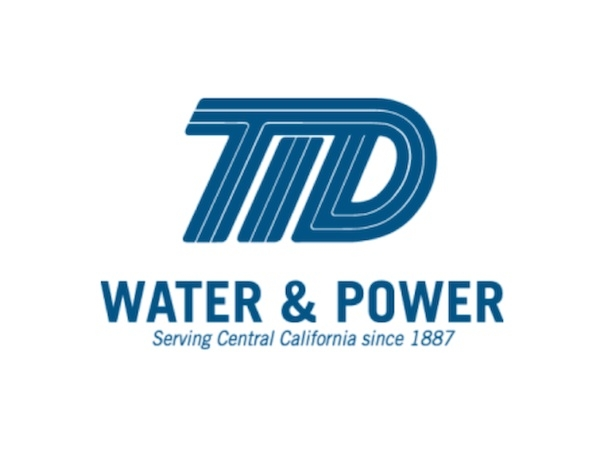 TID
WATER & POWER
Serving Central California since 1887